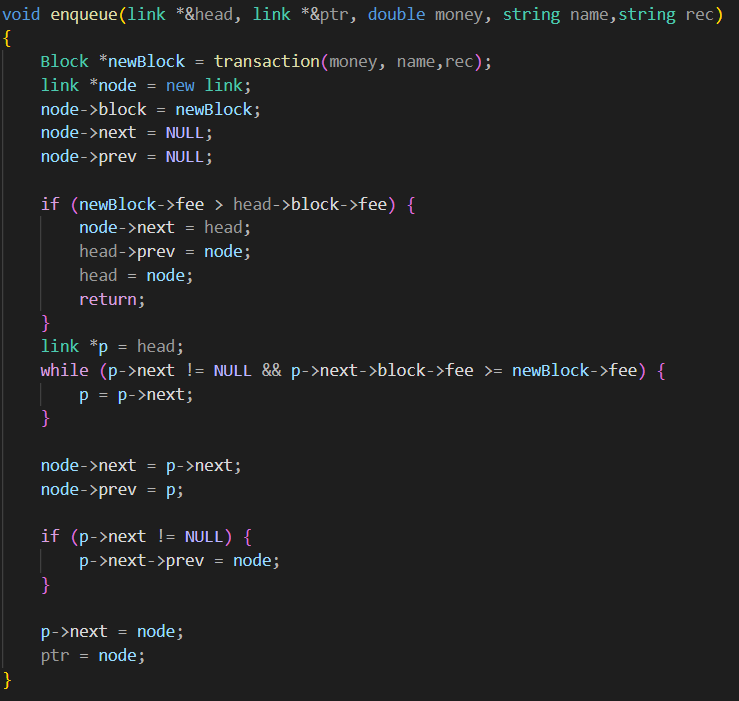 void enqueue(link *&head, link *&ptr, double money, string name,string rec)
{
    Block *newBlock = transaction(money, name,rec);
    link *node = new link;
    node->block = newBlock;
    node->next = NULL;
    node->prev = NULL;

    if (newBlock->fee > head->block->fee) {
        node->next = head;
        head->prev = node;
        head = node;
        return;
    }
    link *p = head;
    while (p->next != NULL && p->next->block->fee >= newBlock->fee) {
        p = p->next;
    }

    node->next = p->next;
    node->prev = p;

    if (p->next != NULL) {
        p->next->prev = node;
    }

    p->next = node;
    ptr = node;
}